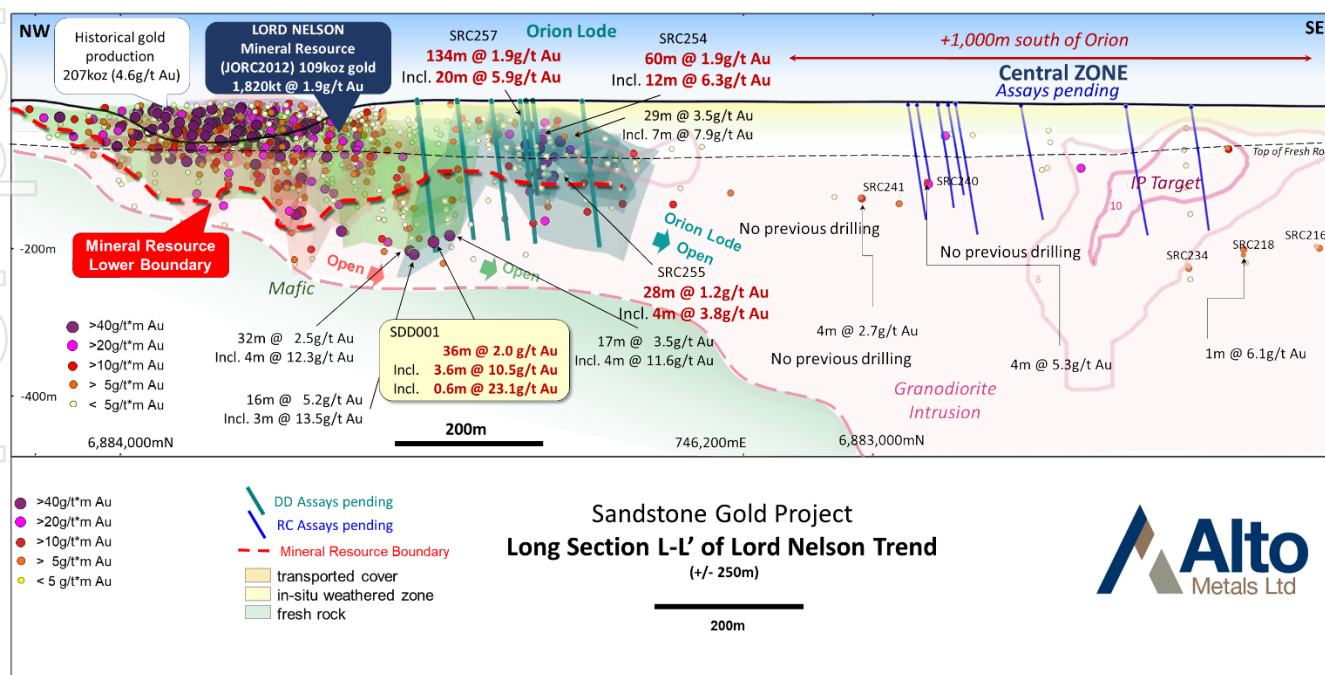 NW
SE
Historical gold
production
207koz (4.6g/t Au)
LORD NELSON
Mineral Resource
(JORC2012) 109koz gold
1,820kt @ 1.9g/t Au
SRC257
134m @ 1.9g/t Au
Incl. 20m @ 5.9g/t Au
Orion Lode
SRC254
60m @ 1.9g/t Au
Incl. 12m @ 6.3g/t Au
29m @ 3.5g/t Au
Incl. 7m @ 7.9g/t Au
+1,000m south of Orion
Central ZONE
Assays pending
Top of Fresh Ro
IP Target
10
8
SRC241
SRC240
No previous drilling
No previous drilling
SRC234
SRC218
SRC216
-200m
Mineral Resource
Lower Boundary
Mafic
Open
Open
Orion Lode
Open
SRC255
28m @ 1.2g/t Au
Incl. 4m @ 3.8g/t Au
>40g/t*m Au
>20g/t*m Au
>10g/t*m Au
> 5g/t*m Au
< 5g/t*m Au
32m @ 2.5g/t Au
Incl. 4m @ 12.3g/t Au
SDD001
36m @ 2.0 g/t Au
Incl. 3.6m @ 10.5g/t Au
Incl. 0.6m @ 23.1g/t Au
17m @ 3.5g/t Au
Incl. 4m @ 11.6g/t Au
4m @ 2.7g/t Au
No previous drilling
4m @ 5.3g/t Au
1m @ 6.1g/t Au
16m @ 5.2g/t Au
Incl. 3m @ 13.5g/t Au
Granodiorite
Intrusion
-400m
6,884,000mN
200m
746,200mE
6,883,000mN
>40g/t*m Au
>20g/t*m Au
>10g/t*m Au
> 5g/t*m Au
< 5 g/t*m Au
DD Assays pending
RC Assays pending
Mineral Resource Boundary
transported cover
in-situ weathered zone
fresh rock
Sandstone Gold Project
Long Section L-L' of Lord Nelson Trend
(+/- 250m)
200m
Alto
Metals Ltd